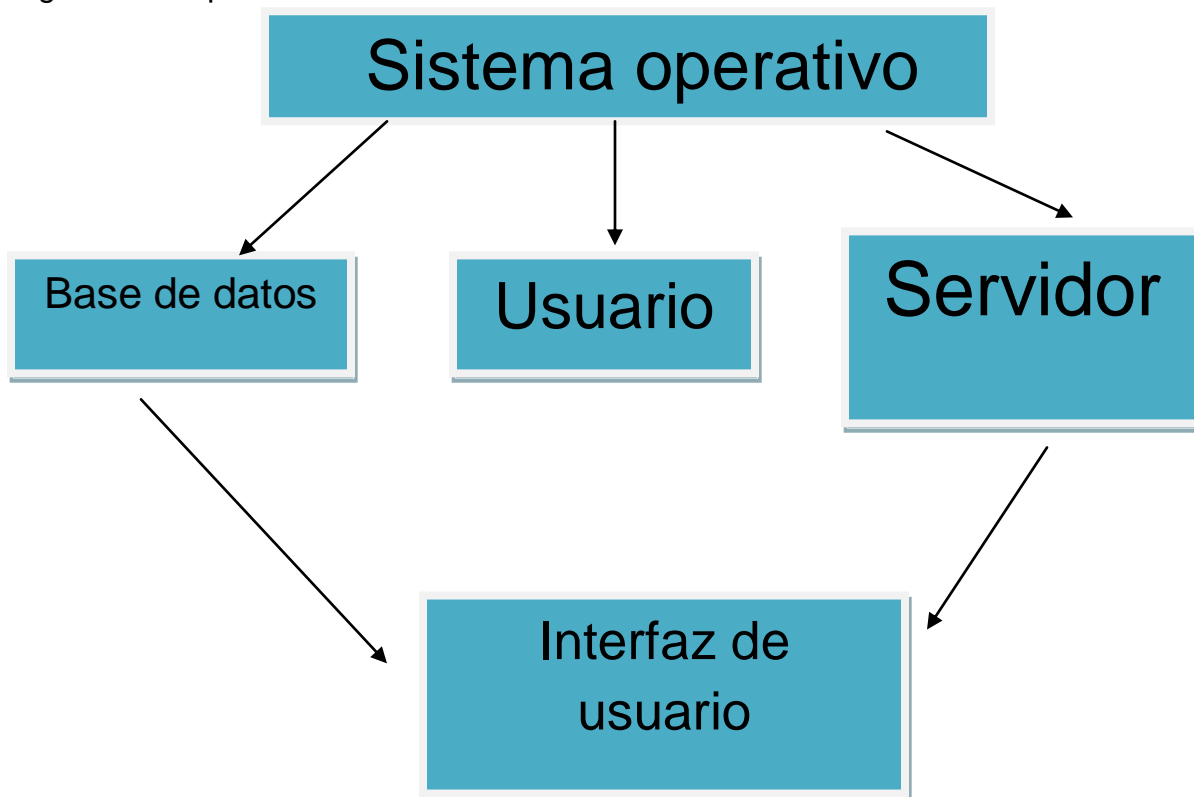 Sistema operativo
Base de datos
Usuario
Servidor
Interfaz de
usuario